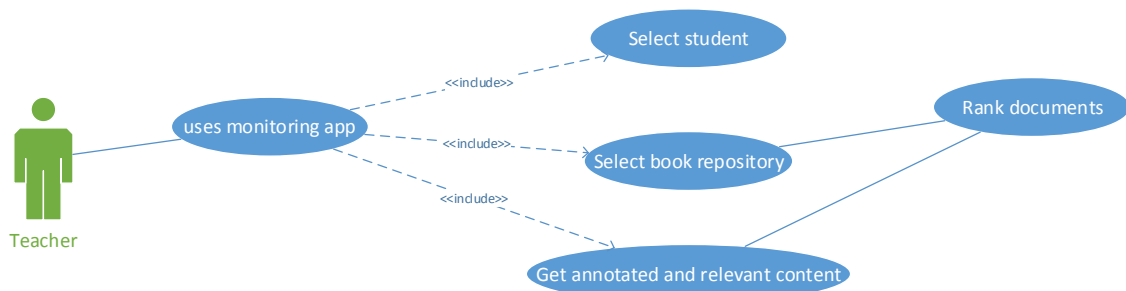 Select student
<<include>>
Rank documents
uses monitoring app
<<include>>
Select book repository
<<include>>
Teacher
Get annotated and relevant content